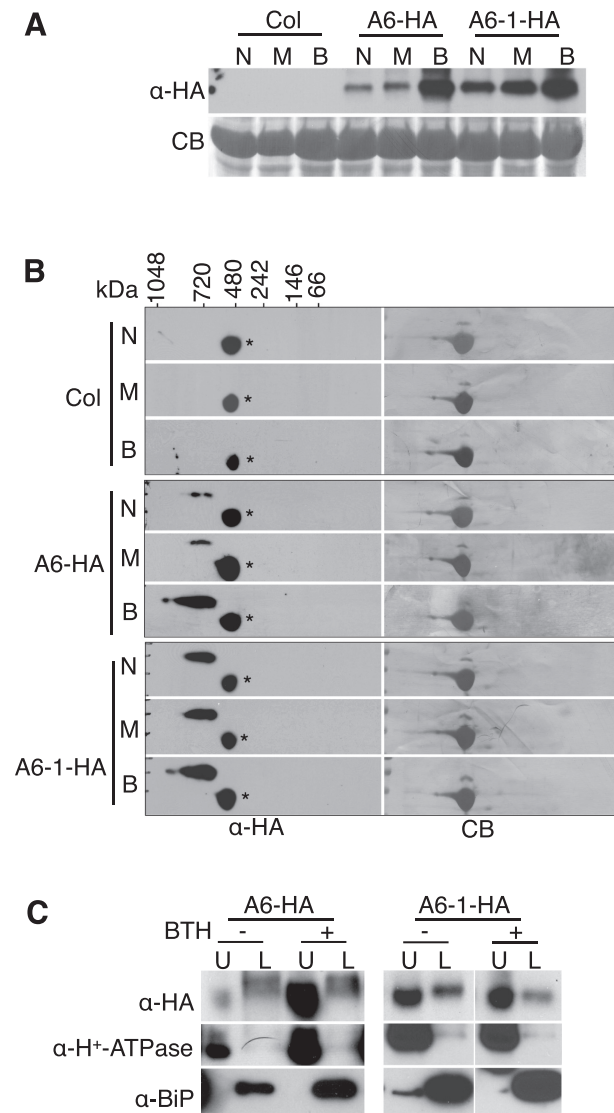 A
Col A6-HA A6-1-HA
N M B N M B N M B
α-HA
CB
B
kDa 1048 720 480 242 146 66
Col
N *
M *
B *
A6-HA
N *
M *
B *
A6-1-HA
N *
M *
B *
α-HA CB
C
A6-HA A6-1-HA
BTH - + - +
U L U L U L U L
α-HA
α-H⁺-ATPase
α-BiP